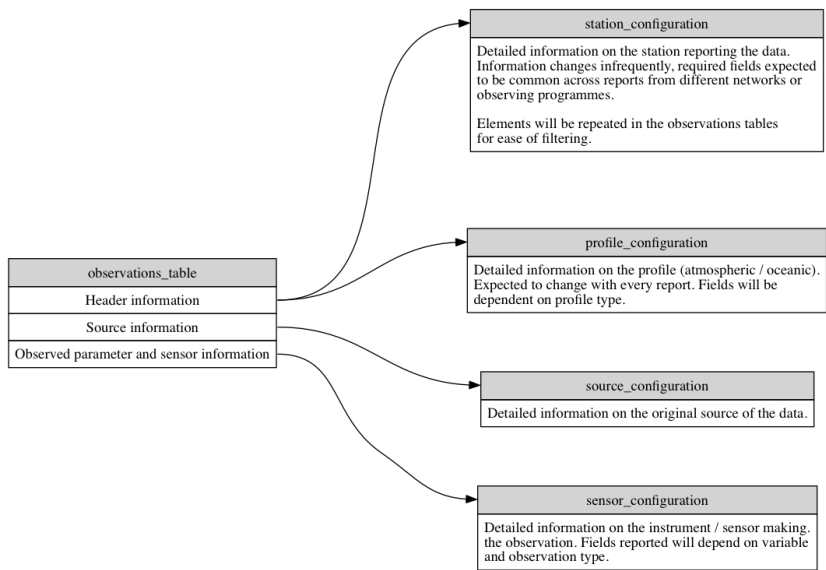 station_configuration
Detailed information on the station reporting the data.
Information changes infrequently, required fields expected
to be common across reports from different networks or
observing programmes.
Elements will be repeated in the observations tables
for ease of filtering.
profile_configuration
Detailed information on the profile (atmospheric / oceanic).
Expected to change with every report. Fields will be
dependent on profile type.
observations_table
Header information
Source information
Observed parameter and sensor information
source_configuration
Detailed information on the original source of the data.
sensor_configuration
Detailed information on the instrument / sensor making.
the observation. Fields reported will depend on variable
and observation type.